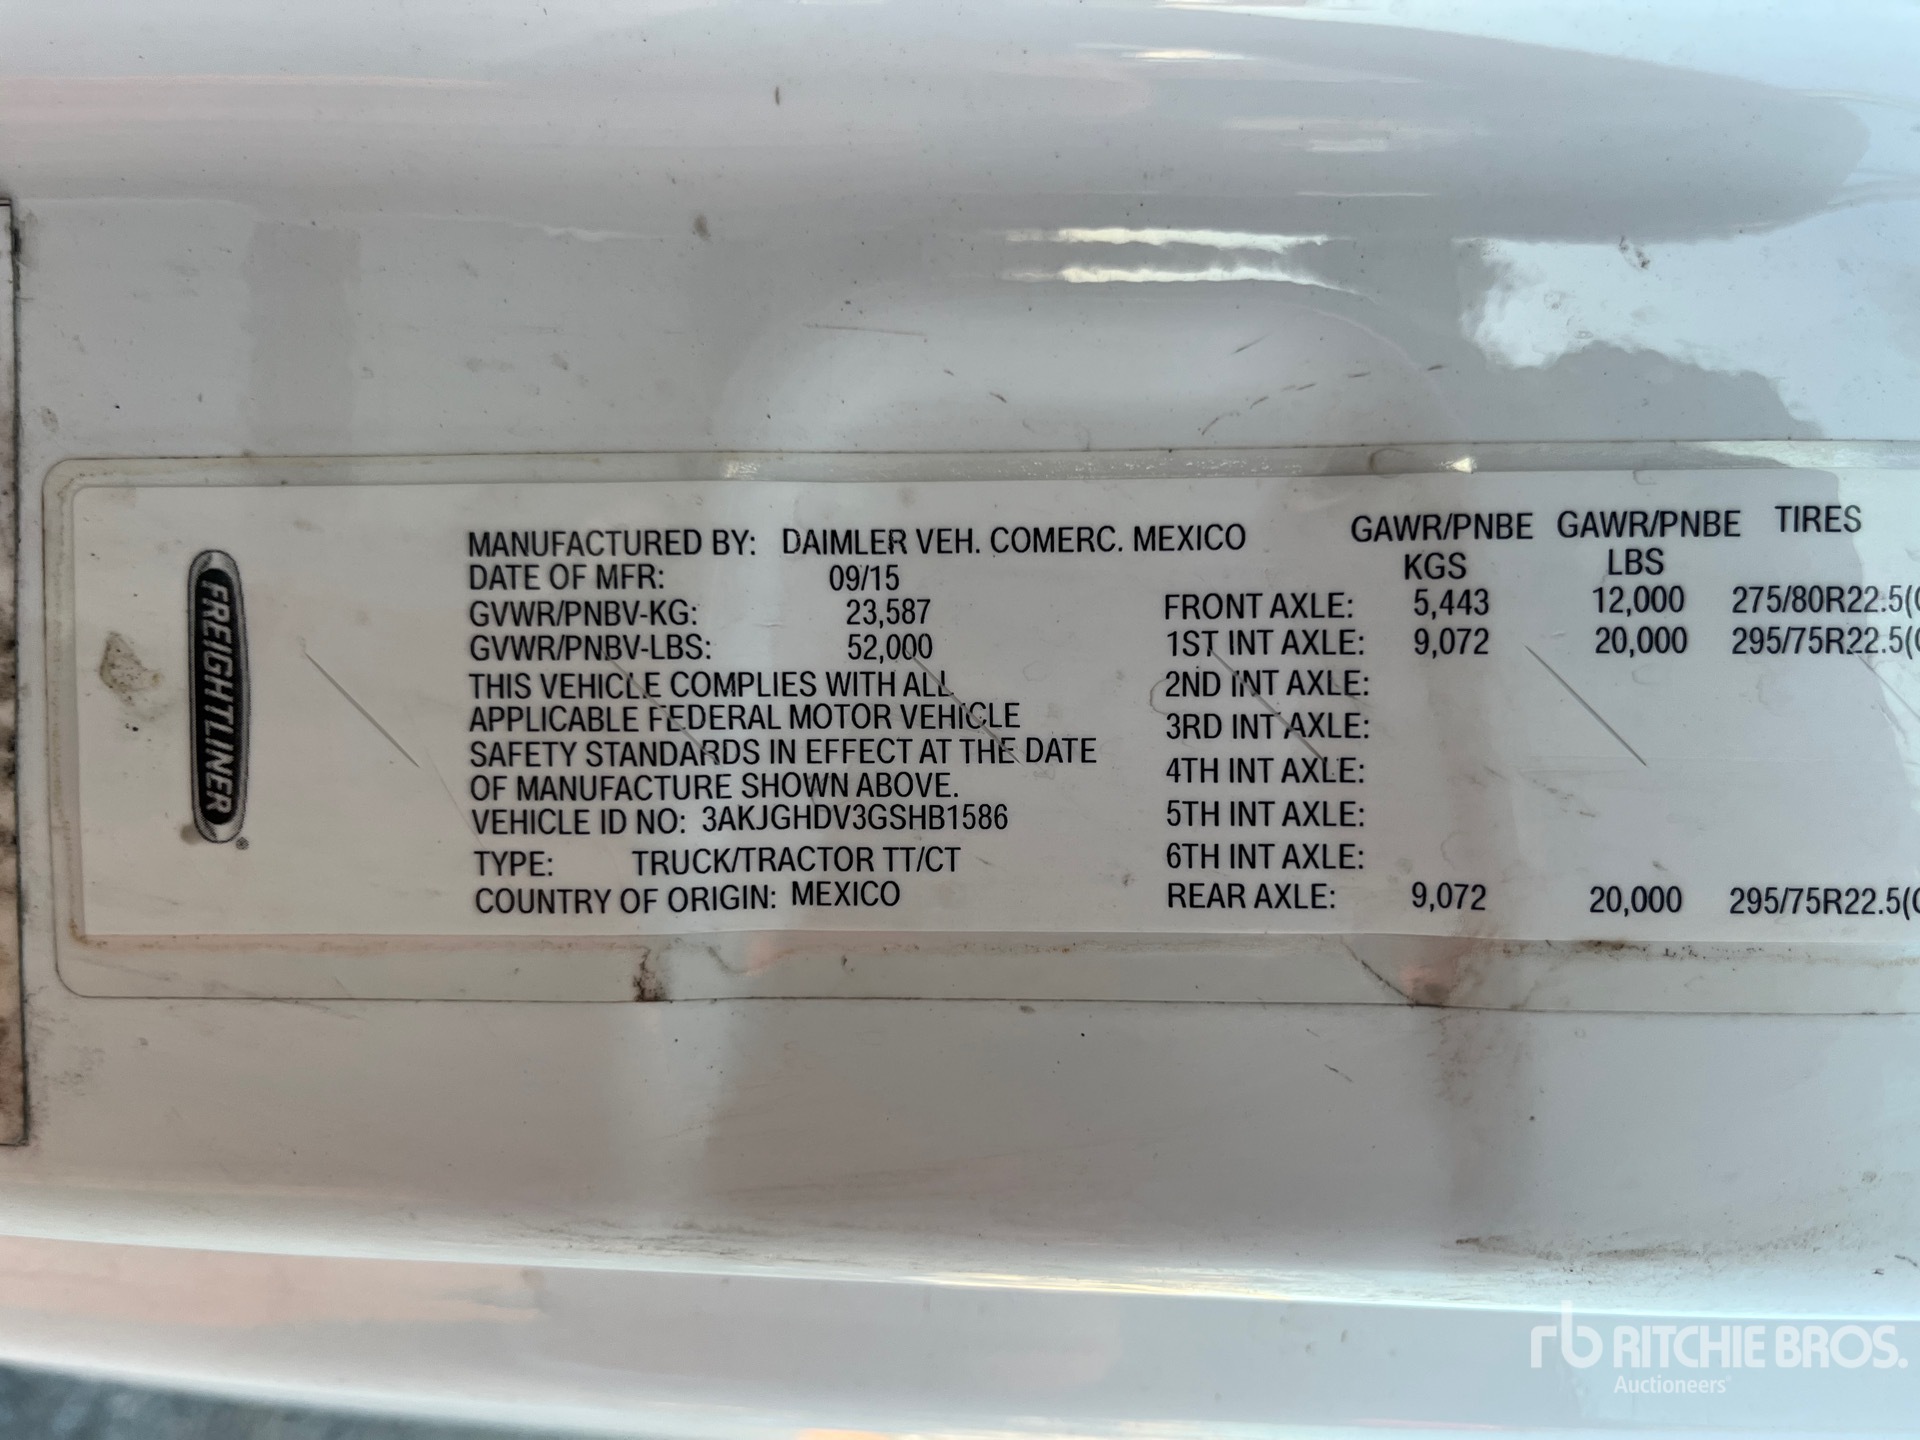 FREIGHTLINER®
MANUFACTURED BY: DAIMLER VEH. COMERC. MEXICO
DATE OF MFR: 09/15
GVWR/PNBV-KG: 23,587
GVWR/PNBV-LBS: 52,000
THIS VEHICLE COMPLIES WITH ALL
APPLICABLE FEDERAL MOTOR VEHICLE
SAFETY STANDARDS IN EFFECT AT THE DATE
OF MANUFACTURE SHOWN ABOVE.
VEHICLE ID NO: 3AKJGHDV3GSHB1586
TYPE: TRUCK/TRACTOR TT/CT
COUNTRY OF ORIGIN: MEXICO
GAWR/PNBE GAWR/PNBE TIRES
KGS LBS
FRONT AXLE: 5,443 12,000 275/80R22.5(
1ST INT AXLE: 9,072 20,000 295/75R22.5(
2ND INT AXLE:
3RD INT AXLE:
4TH INT AXLE:
5TH INT AXLE:
6TH INT AXLE:
REAR AXLE: 9,072 20,000 295/75R22.5(
rb RITCHIE BROS.
Auctioneers